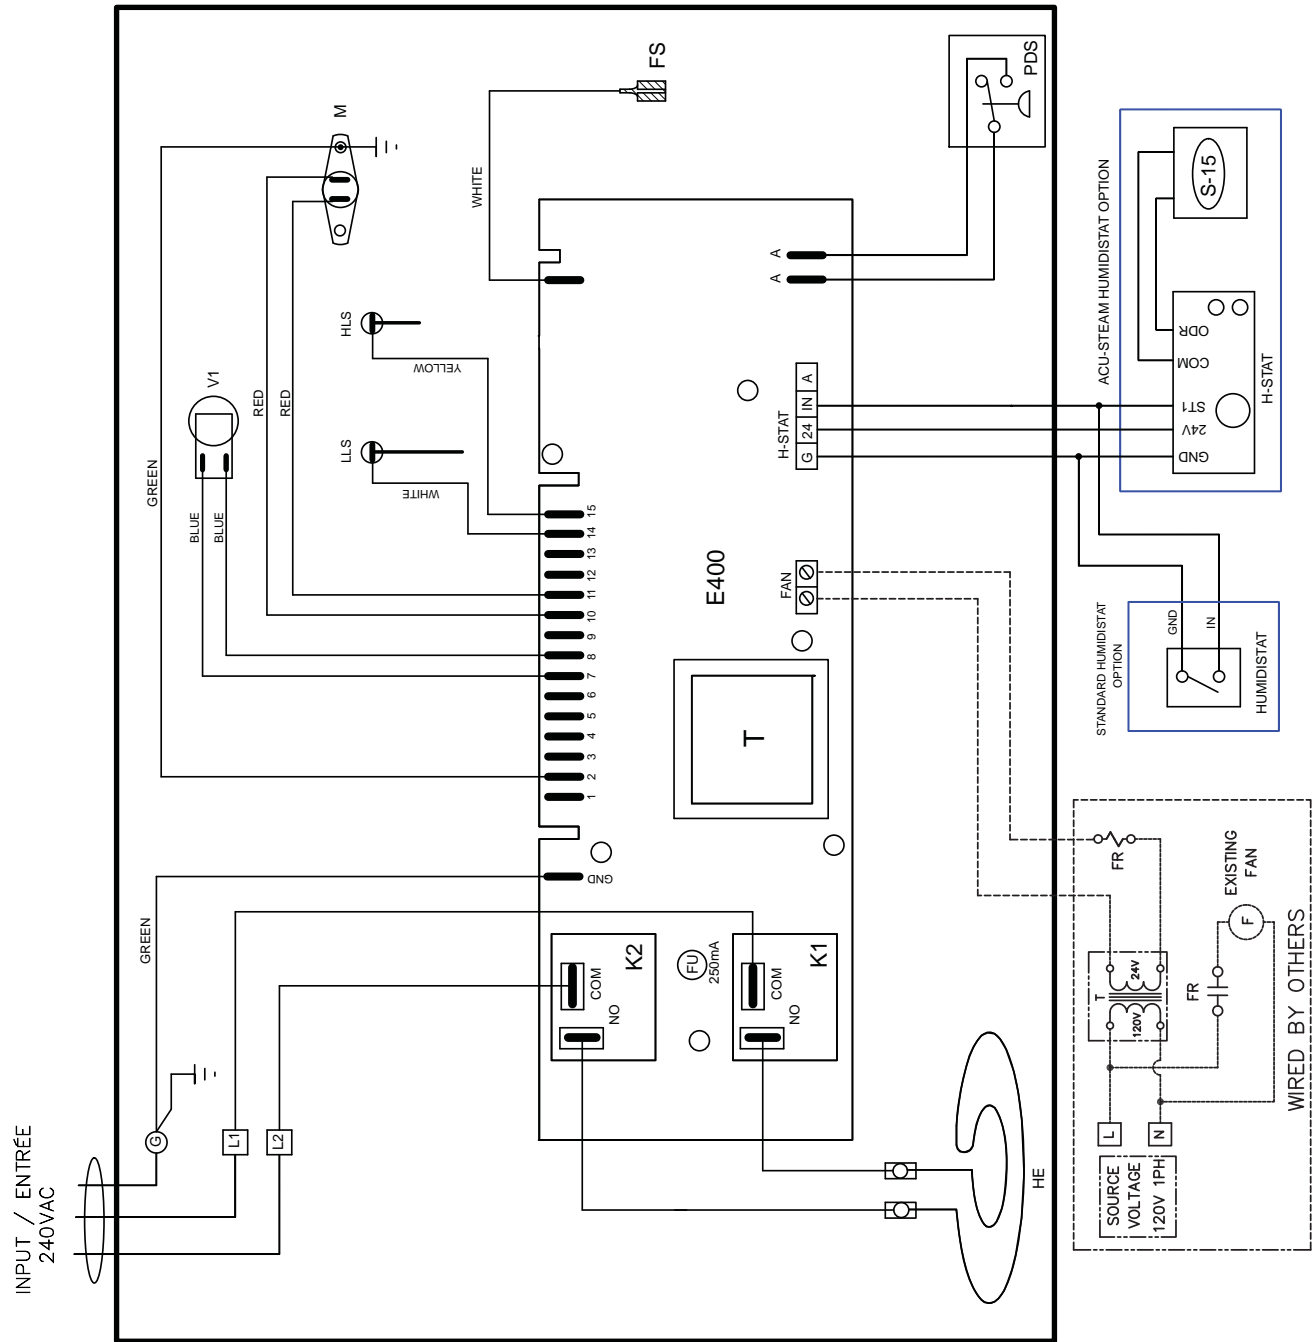 INPUT / ENTRÉE
240VAC
G
L1
L2
GREEN
GREEN
BLUE
BLUE
V1
RED
RED
M
LLS
WHITE
HLS
YELLOW
WHITE
FS
PDS
GND
1
2
3
4
5
6
7
8
9
10
11
12
13
14
15
K2
COM
NO
FU
250mA
K1
COM
NO
T
E400
FAN
H-STAT
G
24
IN
A
A
A
HE
ACU-STEAM HUMIDISTAT OPTION
S-15
ODR
COM
ST1
24V
GND
H-STAT
STANDARD HUMIDISTAT
OPTION
GND
IN
HUMIDISTAT
FR
EXISTING
FAN
F
FR
T
24V
120V
L
N
SOURCE
VOLTAGE
120V 1PH
WIRED BY OTHERS